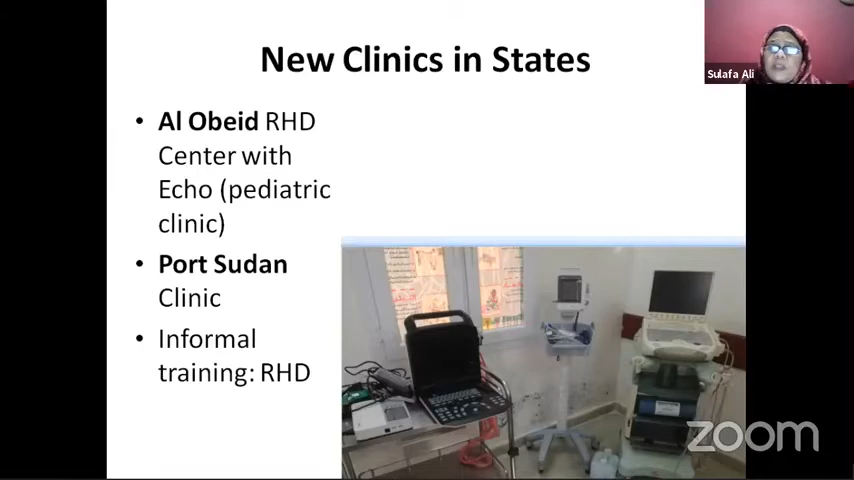 New Clinics in States
Sulafa Ali
• Al Obeid RHD
Center with
Echo (pediatric
clinic)
• Port Sudan
Clinic
• Informal
training: RHD
zoom